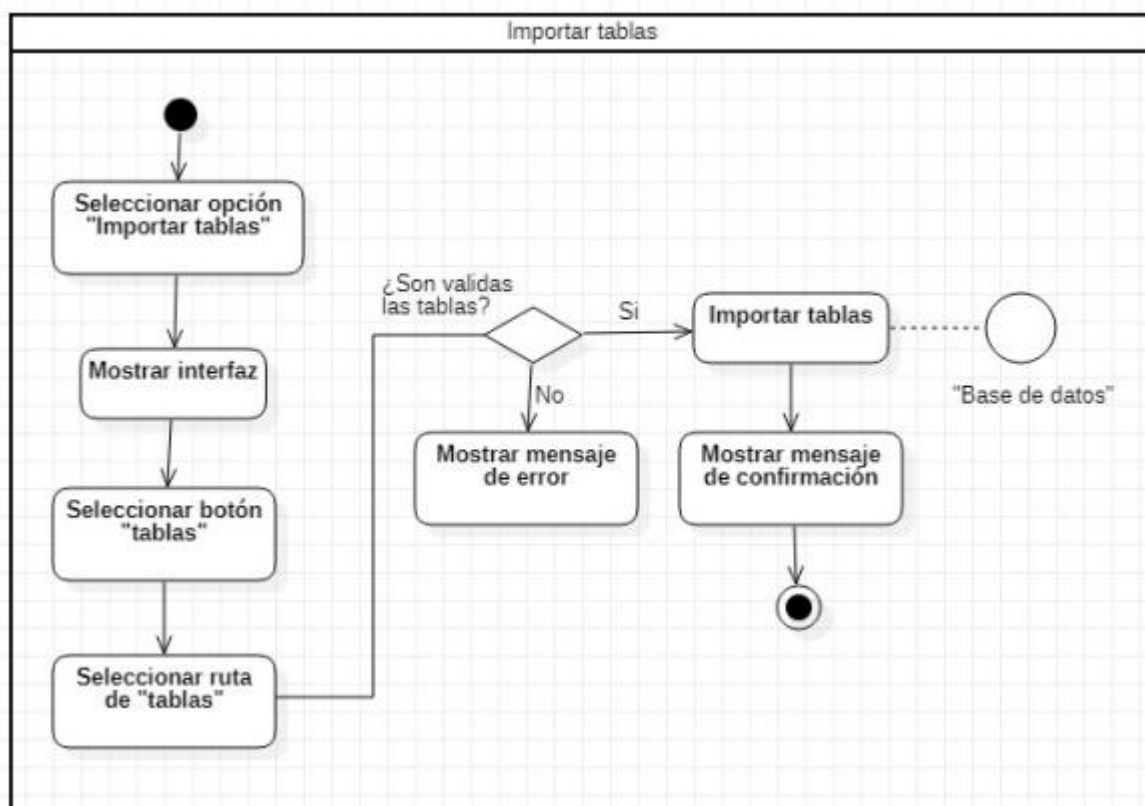 Importar tablas
Seleccionar opción
"Importar tablas"
Mostrar interfaz
Seleccionar botón
"tablas"
Seleccionar ruta
de "tablas"
¿Son validas
las tablas?
Si
No
Mostrar mensaje
de error
Importar tablas
"Base de datos"
Mostrar mensaje
de confirmación